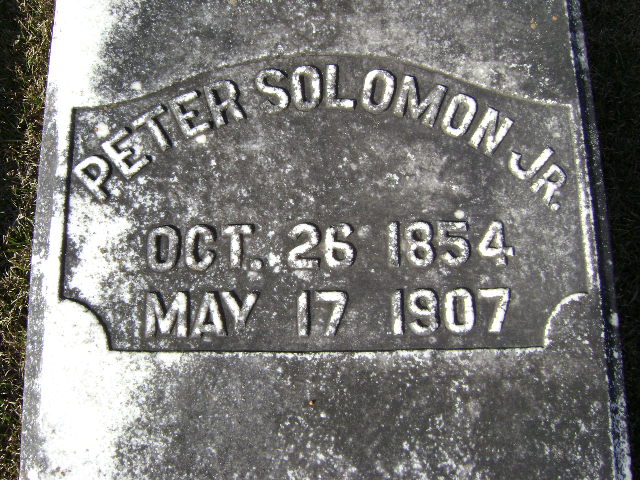 PETER SOLOMON JR.
OCT. 26 1854
MAY 17 1907